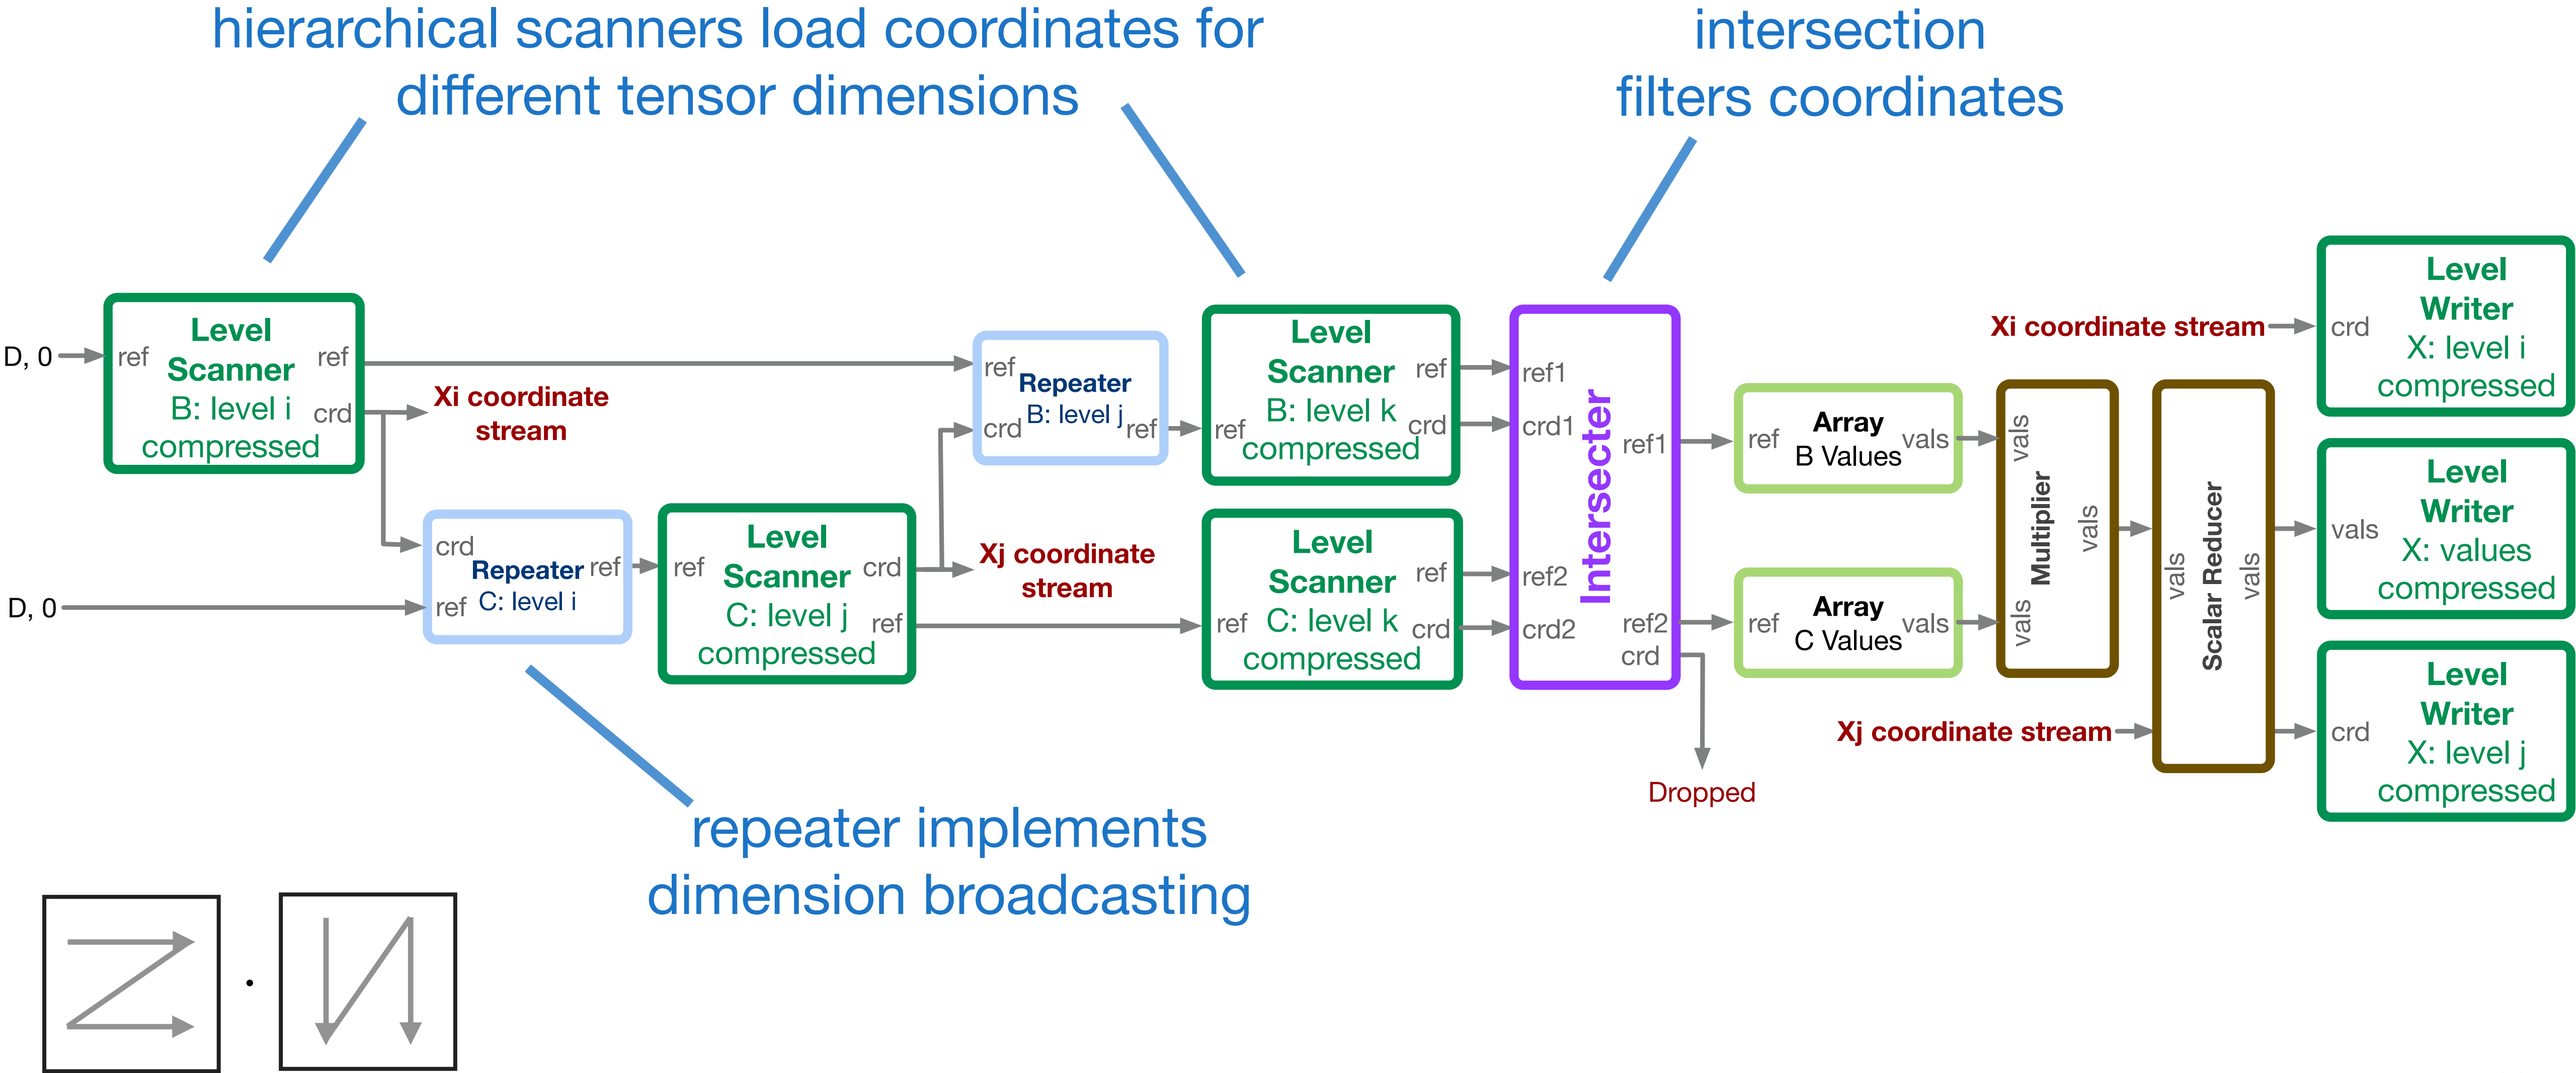 hierarchical scanners load coordinates for
different tensor dimensions
intersection
filters coordinates
D, 0
ref
Level
Scanner
B: level i
compressed
ref
crd
Xi coordinate
stream
D, 0
crd
ref
Repeater
C: level i
ref
ref
Level
Scanner
C: level j
compressed
crd
ref
Xj coordinate
stream
ref
crd
Repeater
B: level j
ref
ref
Level
Scanner
B: level k
compressed
ref
crd
ref
Level
Scanner
C: level k
compressed
ref
crd
ref1
crd1
ref2
crd2
Intersecter
ref1
ref2
crd
Dropped
ref
Array
B Values
vals
ref
Array
C Values
vals
vals
vals
Multiplier
vals
Xj coordinate stream
vals
Scalar Reducer
vals
Xi coordinate stream
crd
Level
Writer
X: level i
compressed
vals
Level
Writer
X: values
compressed
crd
Level
Writer
X: level j
compressed
repeater implements
dimension broadcasting